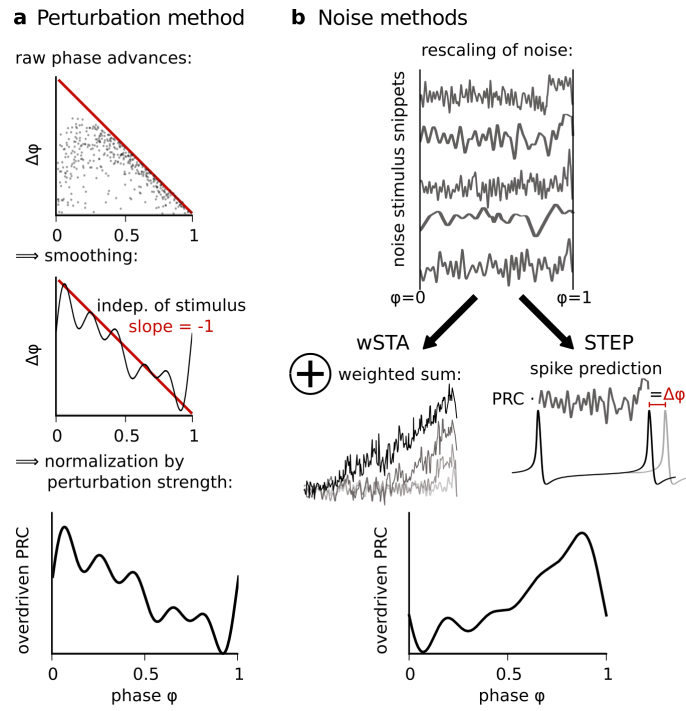 a Perturbation method
raw phase advances:
Δφ
0 0.5 1
⟹ smoothing:
indep. of stimulus
slope = -1
Δφ
0 0.5 1
⟹ normalization by
perturbation strength:
overdriven PRC
0 0.5 1
phase φ
b Noise methods
rescaling of noise:
noise stimulus snippets
φ=0 φ=1
wSTA
weighted sum:
STEP
spike prediction
PRC · =Δφ
overdriven PRC
0 0.5 1
phase φ